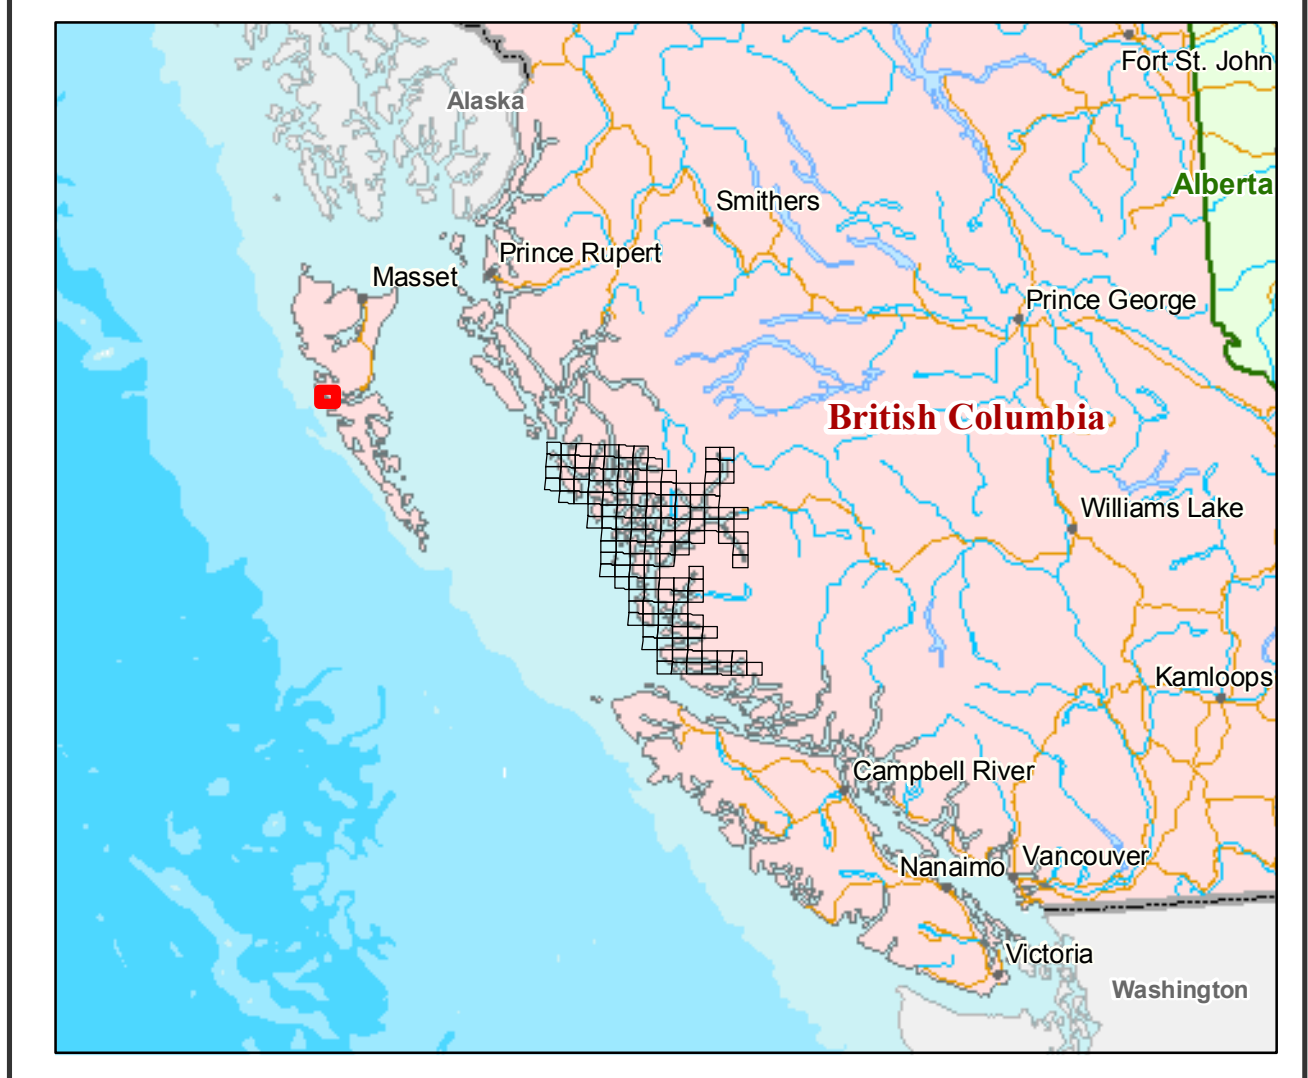 Fort St. John
Alaska
Alberta
Smithers
Prince Rupert
Masset
Prince George
British Columbia
Williams Lake
Kamloops
Campbell River
Vancouver
Nanaimo
Victoria
Washington